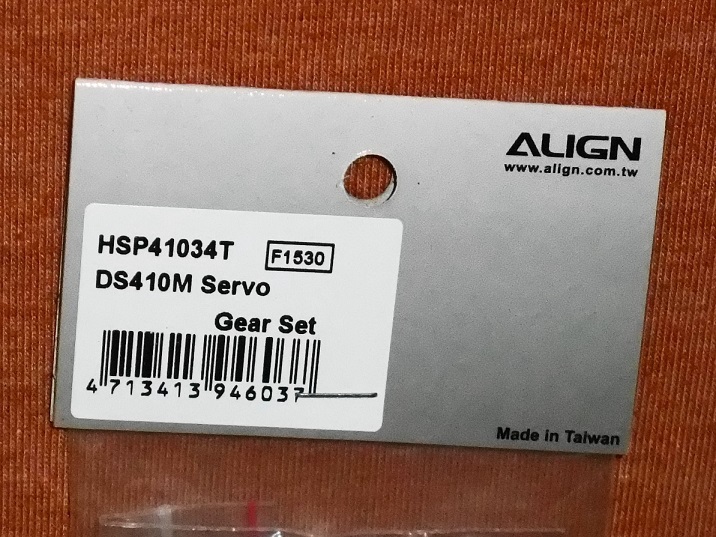 ALIGN
www.align.com.tw
HSP41034T F1530
DS410M Servo
Gear Set
4 713413 946037
Made in Taiwan